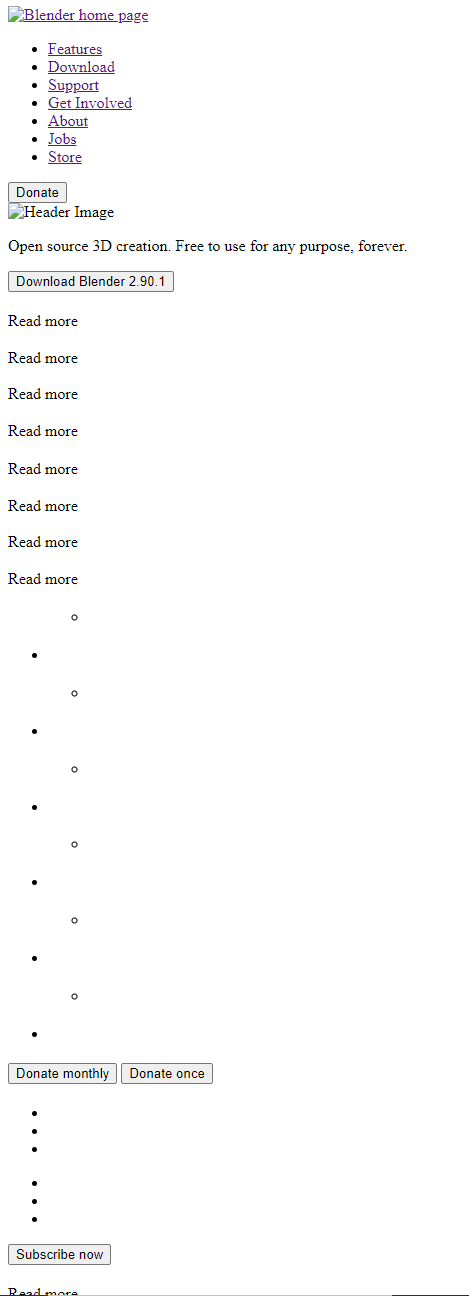 Blender home page
Features
Download
Support
Get Involved
About
Jobs
Store
Donate
Header Image
Open source 3D creation. Free to use for any purpose, forever.
Download Blender 2.90.1
Read more
Read more
Read more
Read more
Read more
Read more
Read more
Read more
Donate monthly Donate once
Subscribe now
Read more